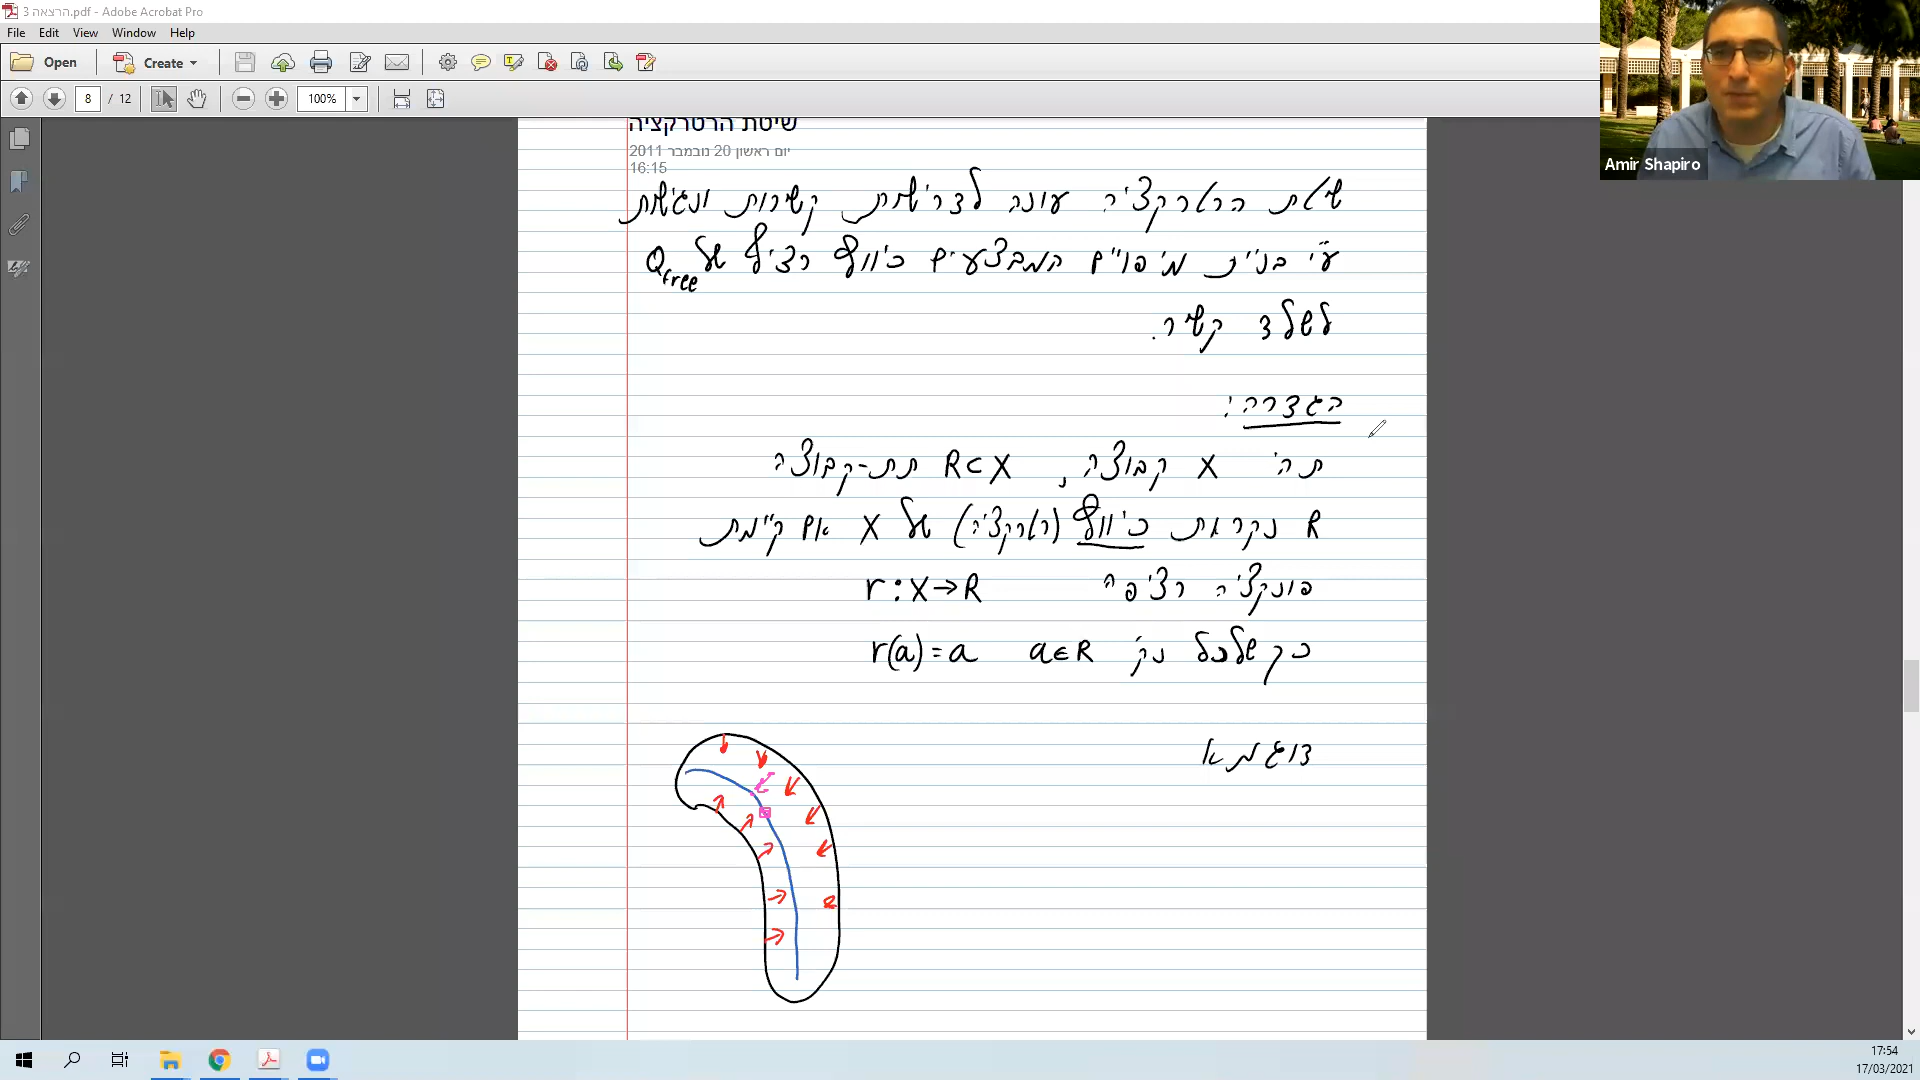 הרצאה 3.pdf - Adobe Acrobat Pro
File Edit View Window Help
Open Create
8 / 12 100%
Amir Shapiro
שיטת הרטרקציה
יום ראשון 20 נובמבר 2011
16:15
שיטת הרטרקציה עונה לדרישות קשירות ונגישות
ע"י בניית מיפויים המבצעים כיווץ רציף של Qfree
לשלד קשיר.
הגדרה:
תהי X קבוצה, R⊂X תת-קבוצה
R נקראת כיווץ (רטרקציה) של X אם קיימת
פונקציה רציפה r: X→R
כך שלכל נק' a∈R r(a)=a
דוגמא
17:54
17/03/2021